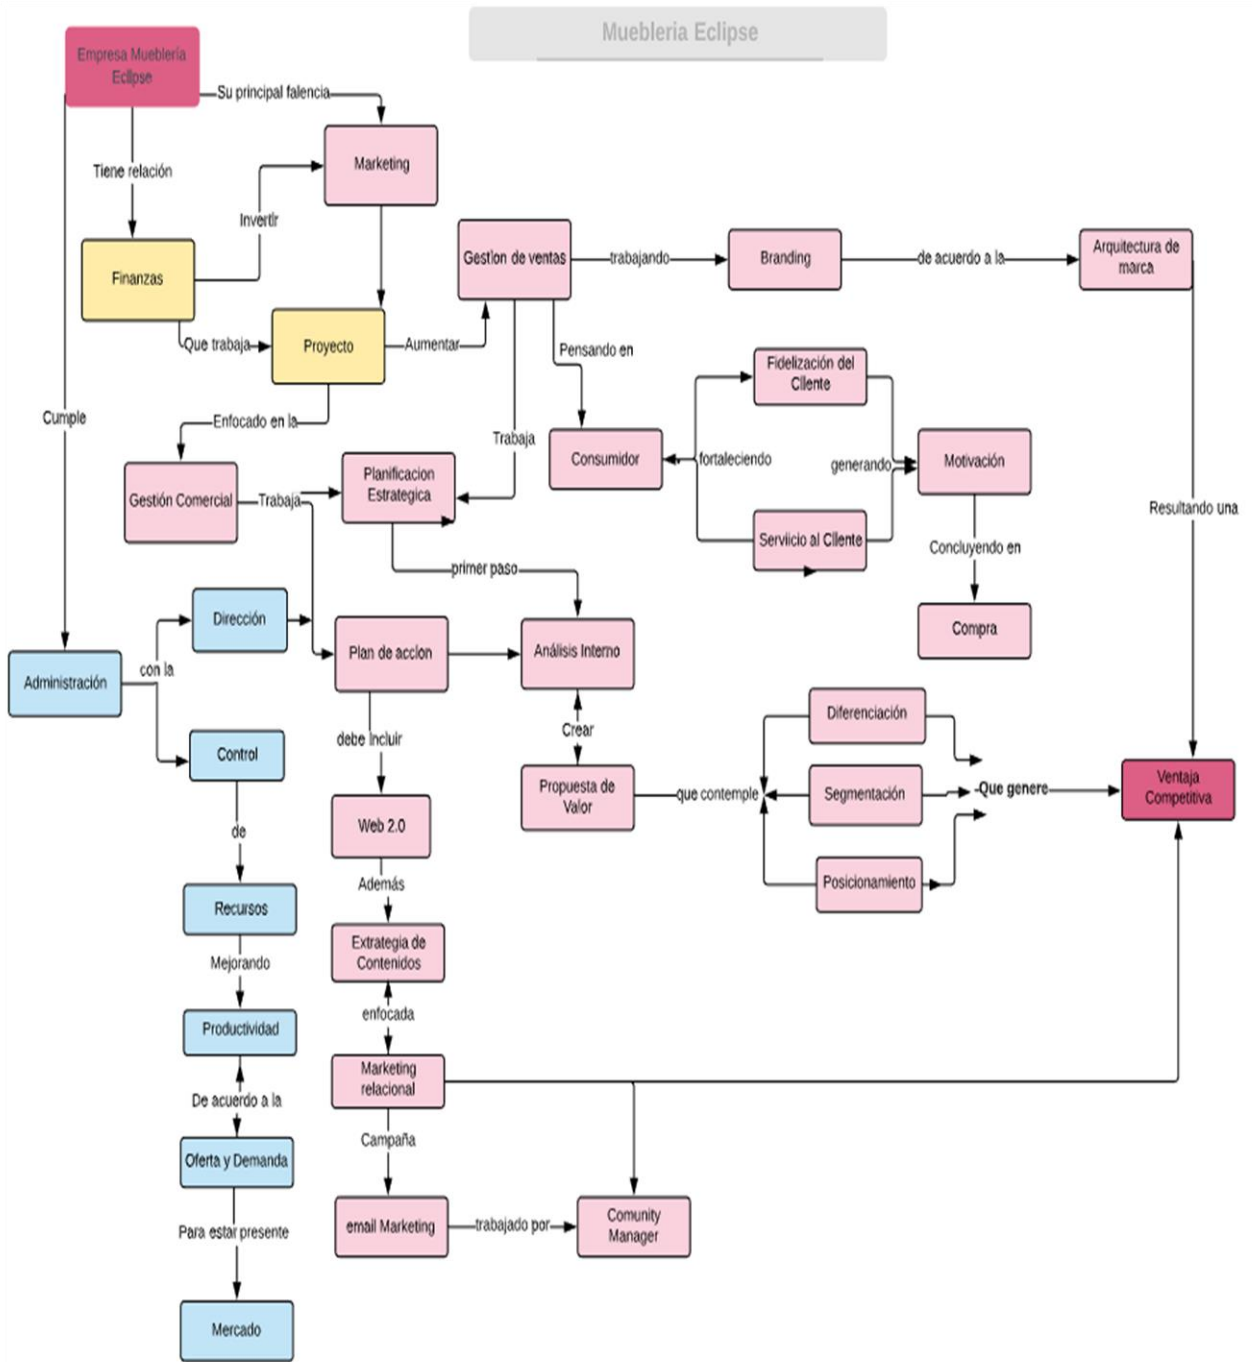 Muebleria Eclipse
Empresa Mueblería
Eclipse
Su principal falencia
Marketing
Tiene relación
Invertir
Finanzas
Gestion de ventas
trabajando
Branding
de acuerdo a la
Arquitectura de
marca
Que trabaja
Proyecto
Aumentar
Pensando en
Fidelización del
Cliente
Cumple
Enfocado en la
Trabaja
Consumidor
fortaleciendo
generando
Motivación
Planificacion
Estrategica
Gestión Comercial
Trabaja
Resultando una
Serviicio al Cliente
Concluyendo en
primer paso
Dirección
Compra
Plan de accion
Análisis Interno
con la
Administración
Diferenciación
Crear
debe incluir
Control
Propuesta de
Valor
que contemple
Segmentación
Que genere
Ventaja
Competitiva
Web 2.0
de
Además
Posicionamiento
Recursos
Extrategia de
Contenidos
Mejorando
enfocada
Productividad
Marketing
relacional
De acuerdo a la
Campaña
Oferta y Demanda
email Marketing
trabajado por
Comunity
Manager
Para estar presente
Mercado